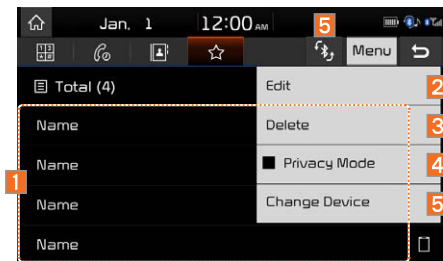 Jan. 1 12:00 AM 5
Menu
Total (4) Edit 2
Name Delete 3
Name Privacy Mode 4
1
Name Change Device 5
Name